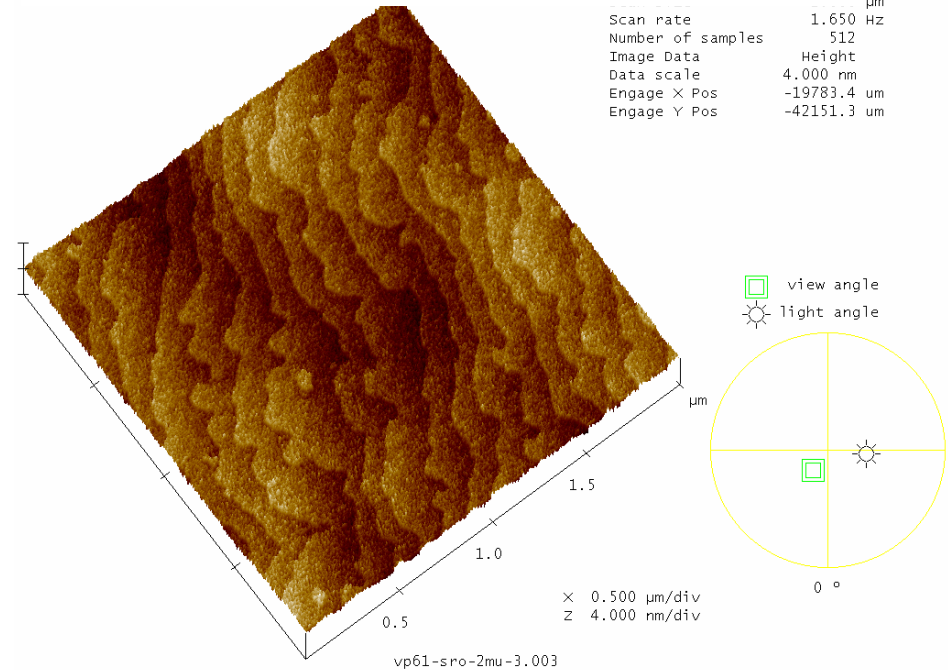 µm
Scan rate 1.650 Hz
Number of samples 512
Image Data Height
Data scale 4.000 nm
Engage X Pos -19783.4 um
Engage Y Pos -42151.3 um
view angle
light angle
µm
1.5
1.0
0.5
0 º
X 0.500 µm/div
Z 4.000 nm/div
vp61-sro-2mu-3.003